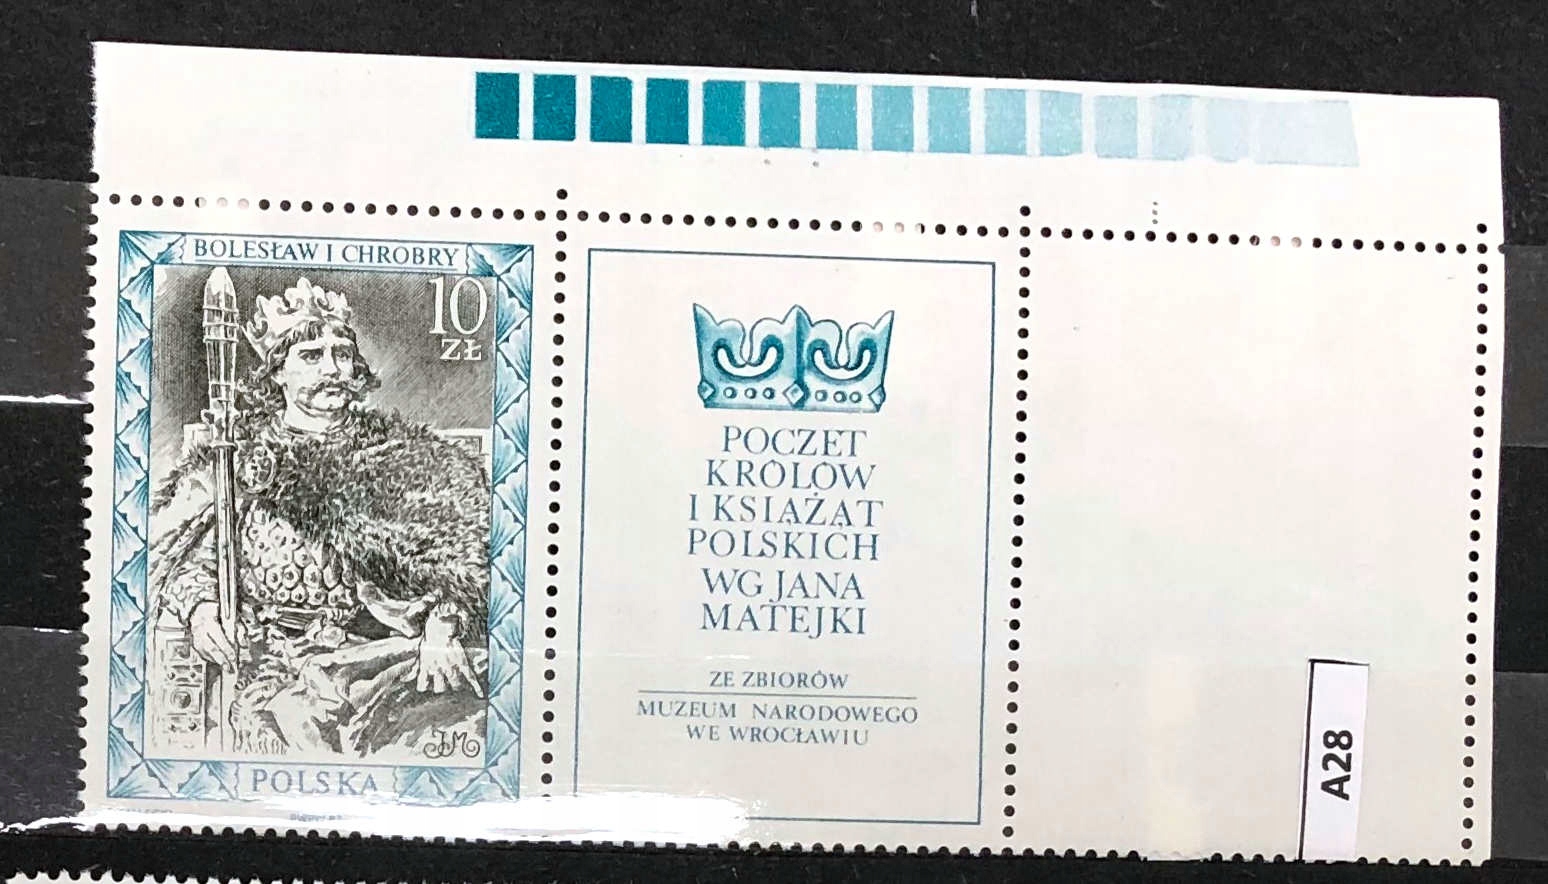 BOLESŁAW I CHROBRY
10
ZŁ
JM
POLSKA
POCZET
KRÓLÓW
I KSIĄŻĄT
POLSKICH
WG JANA
MATEJKI
ZE ZBIORÓW
MUZEUM NARODOWEGO
WE WROCŁAWIU
A28